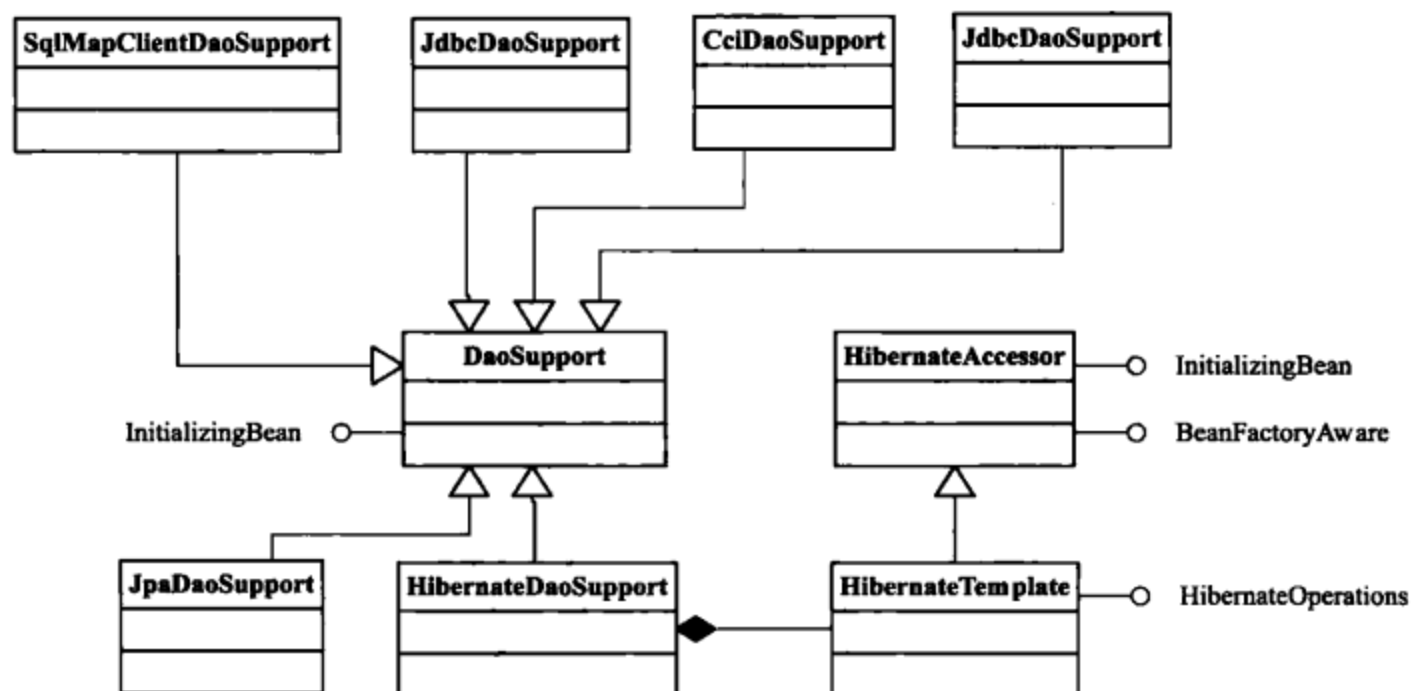 SqlMapClientDaoSupport
JdbcDaoSupport
CciDaoSupport
JdbcDaoSupport
DaoSupport
HibernateAccessor
InitializingBean
InitializingBean
BeanFactoryAware
JpaDaoSupport
HibernateDaoSupport
HibernateTemplate
HibernateOperations